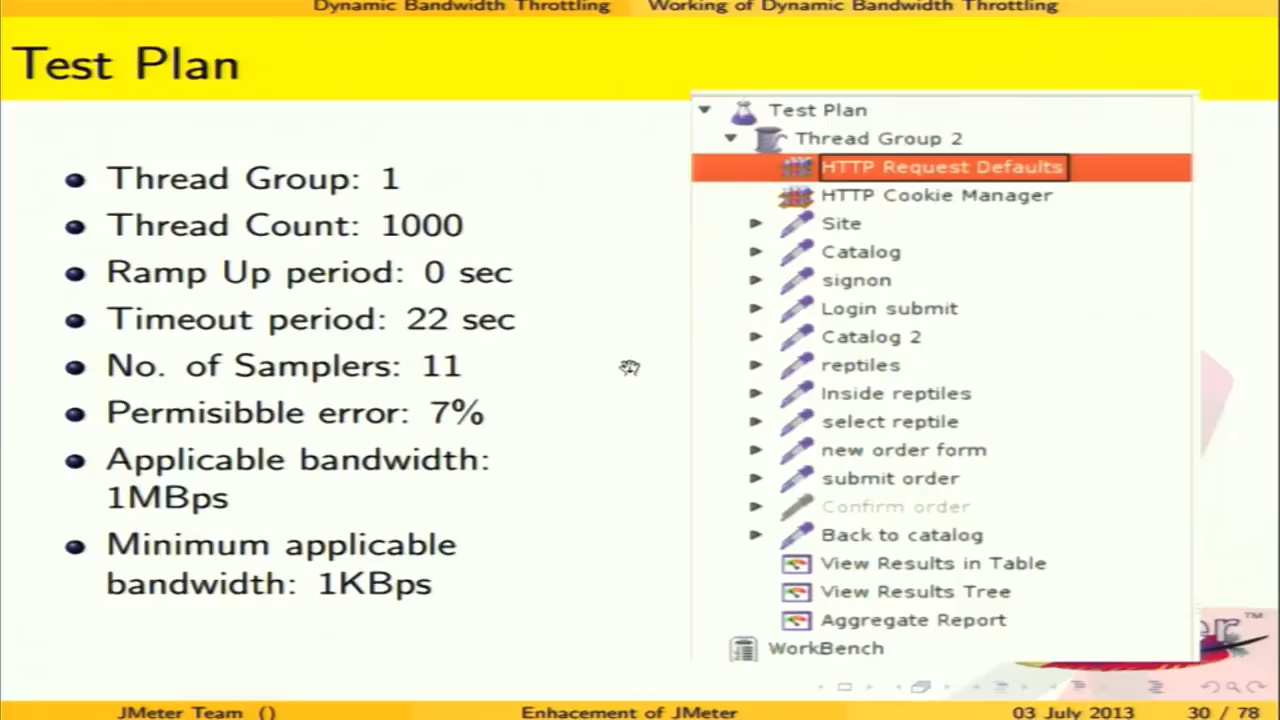 Dynamic Bandwidth Throttling Working of Dynamic Bandwidth Throttling
Test Plan
Thread Group: 1
Thread Count: 1000
Ramp Up period: 0 sec
Timeout period: 22 sec
No. of Samplers: 11
Permisibble error: 7%
Applicable bandwidth:
1MBps
Minimum applicable
bandwidth: 1KBps
Test Plan
Thread Group 2
HTTP Request Defaults
HTTP Cookie Manager
Site
Catalog
signon
Login submit
Catalog 2
reptiles
Inside reptiles
select reptile
new order form
submit order
Confirm order
Back to catalog
View Results in Table
View Results Tree
Aggregate Report
WorkBench
er™
JMeter Team () Enhacement of JMeter 03 July 2013 30 / 78